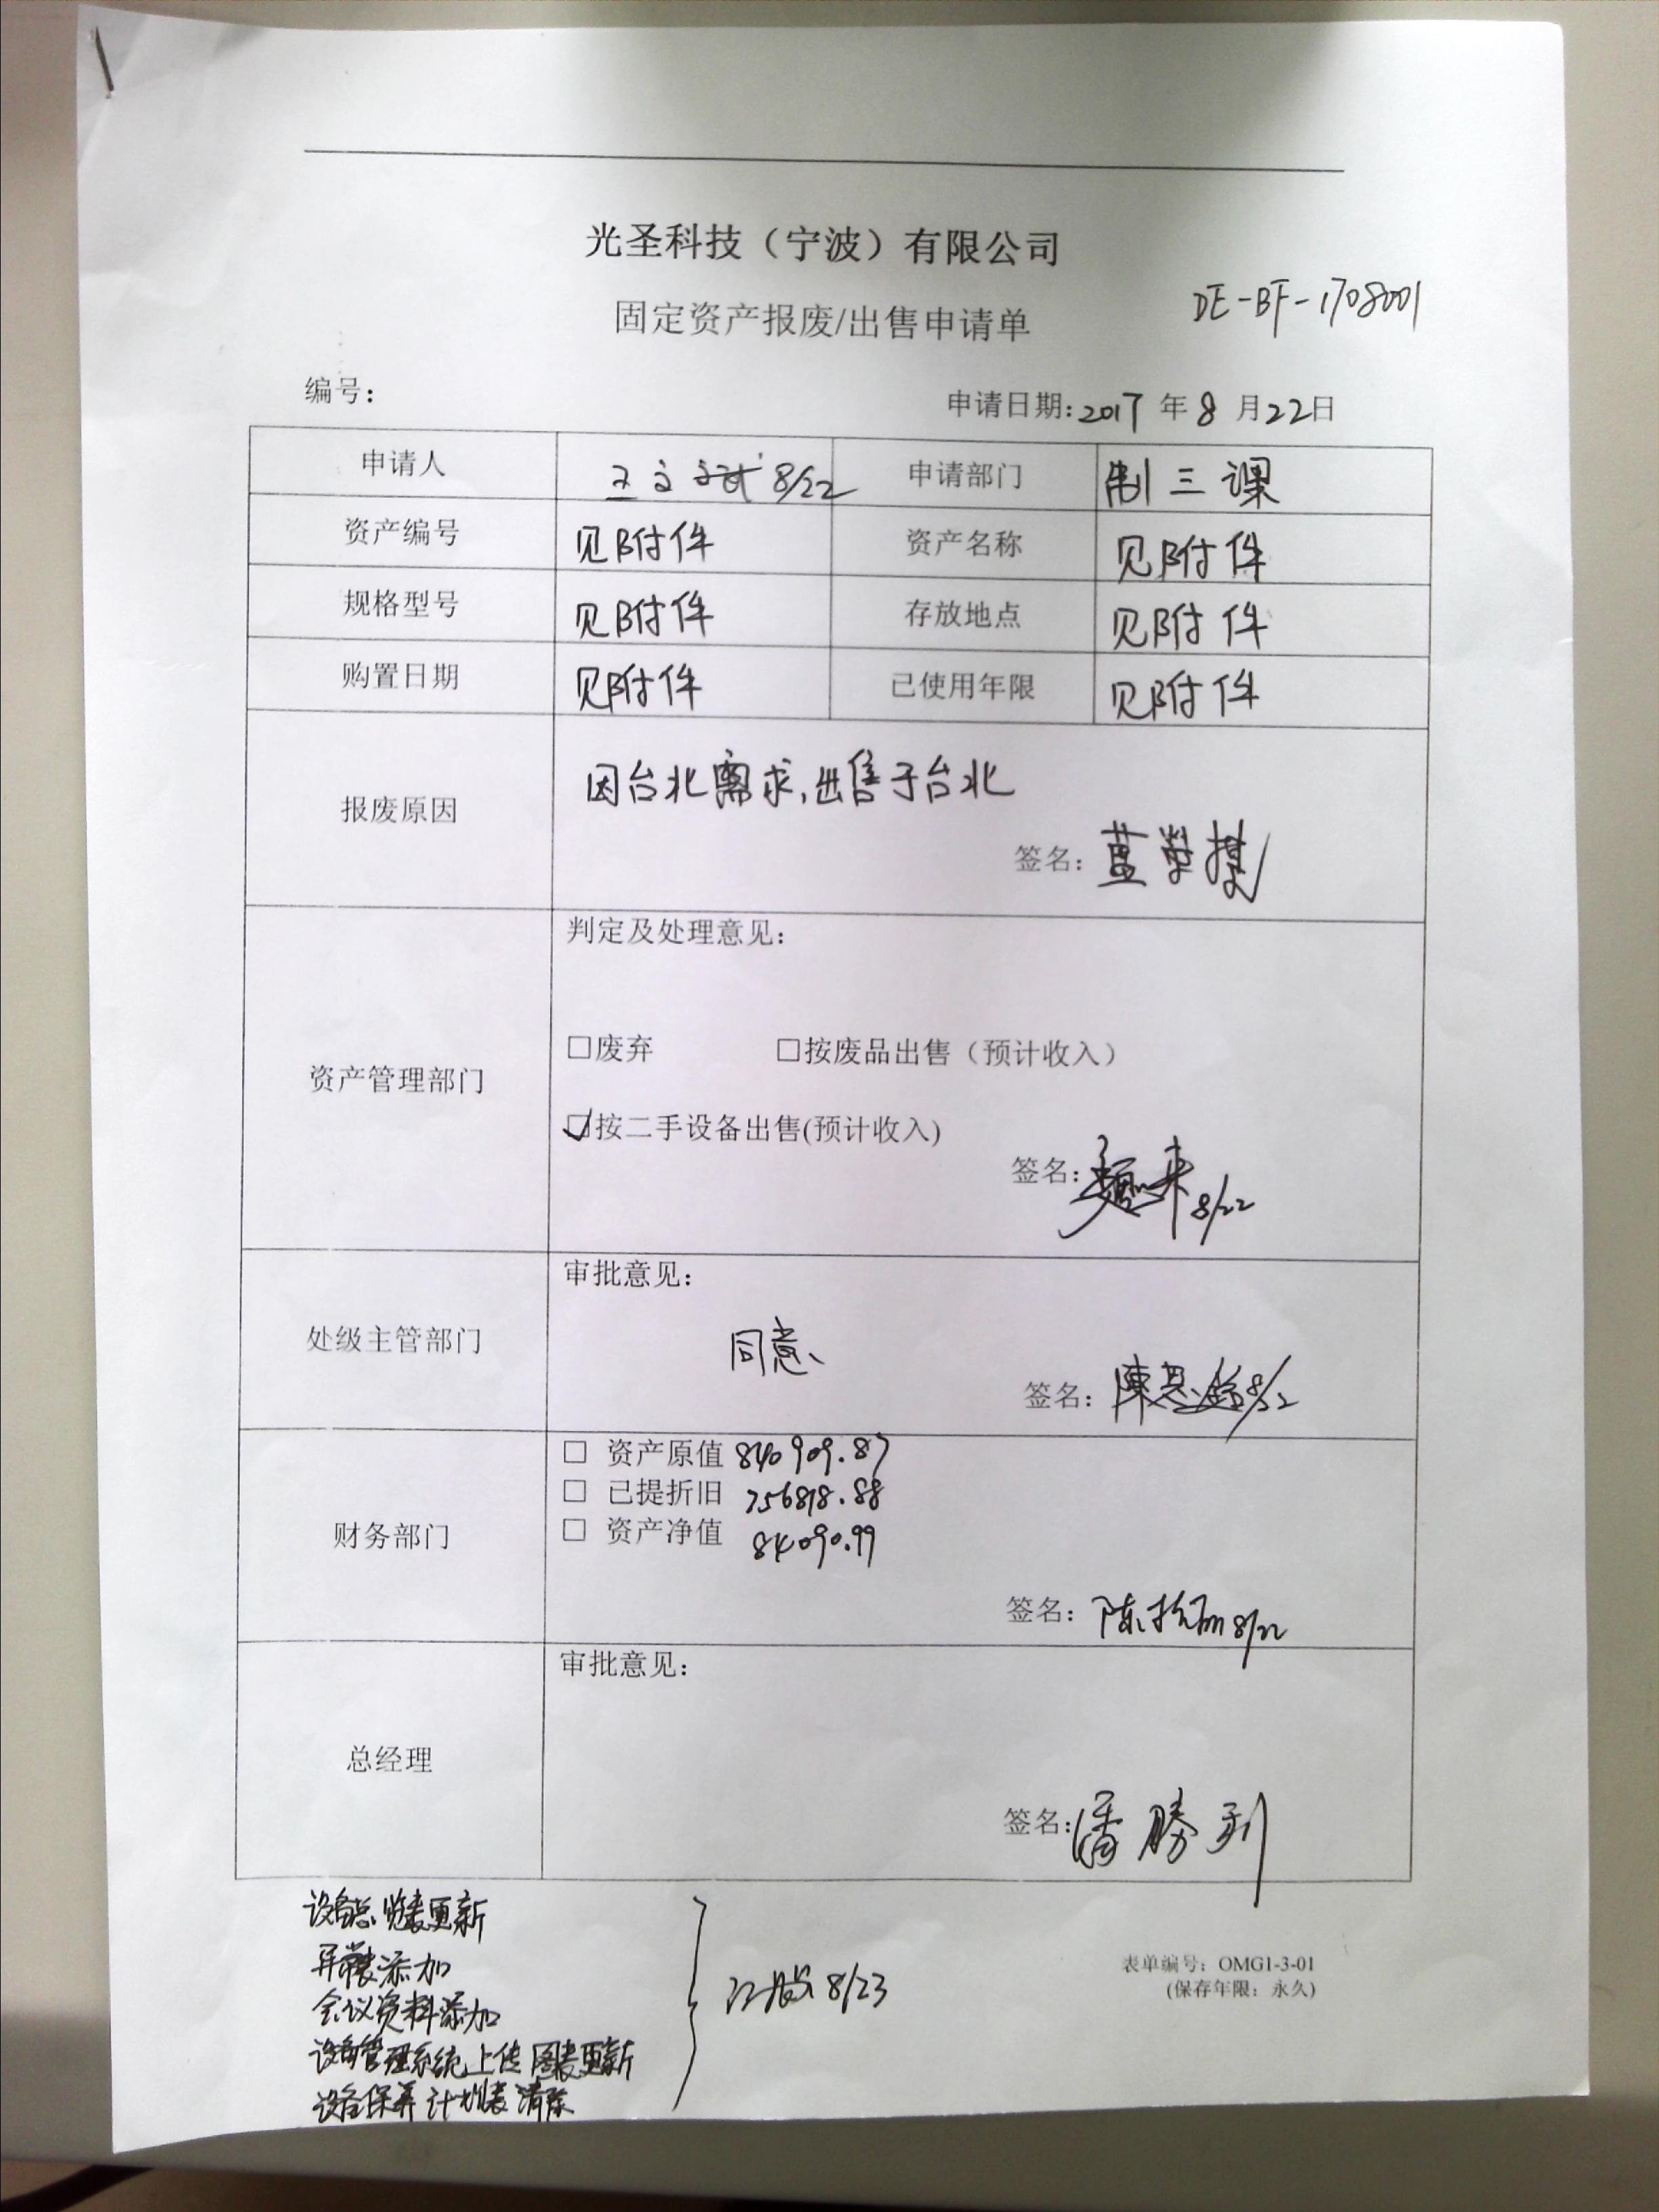 光圣科技（宁波）有限公司
固定资产报废/出售申请单
DE-BF-1708001
编号：
申请日期：2017 年 8 月 22 日
申请人 8/22 申请部门 制三课
资产编号 见附件 资产名称 见附件
规格型号 见附件 存放地点 见附件
购置日期 见附件 已使用年限 见附件
报废原因
因台北需求，出售于台北
签名：
资产管理部门
判定及处理意见：
□废弃 □按废品出售（预计收入）
☑按二手设备出售(预计收入)
签名： 8/22
处级主管部门
审批意见：
同意
签名： 8/22
财务部门
□ 资产原值 840909.87
□ 已提折旧 756818.88
□ 资产净值 84090.99
签名： 8/22
总经理
审批意见：
签名：潘勝利
设备总览表更新
异常表添加
会议资料添加
设备管理系统上传 图表更新
设备保养计划表清除
8/23
表单编号：OMG1-3-01
(保存年限：永久)